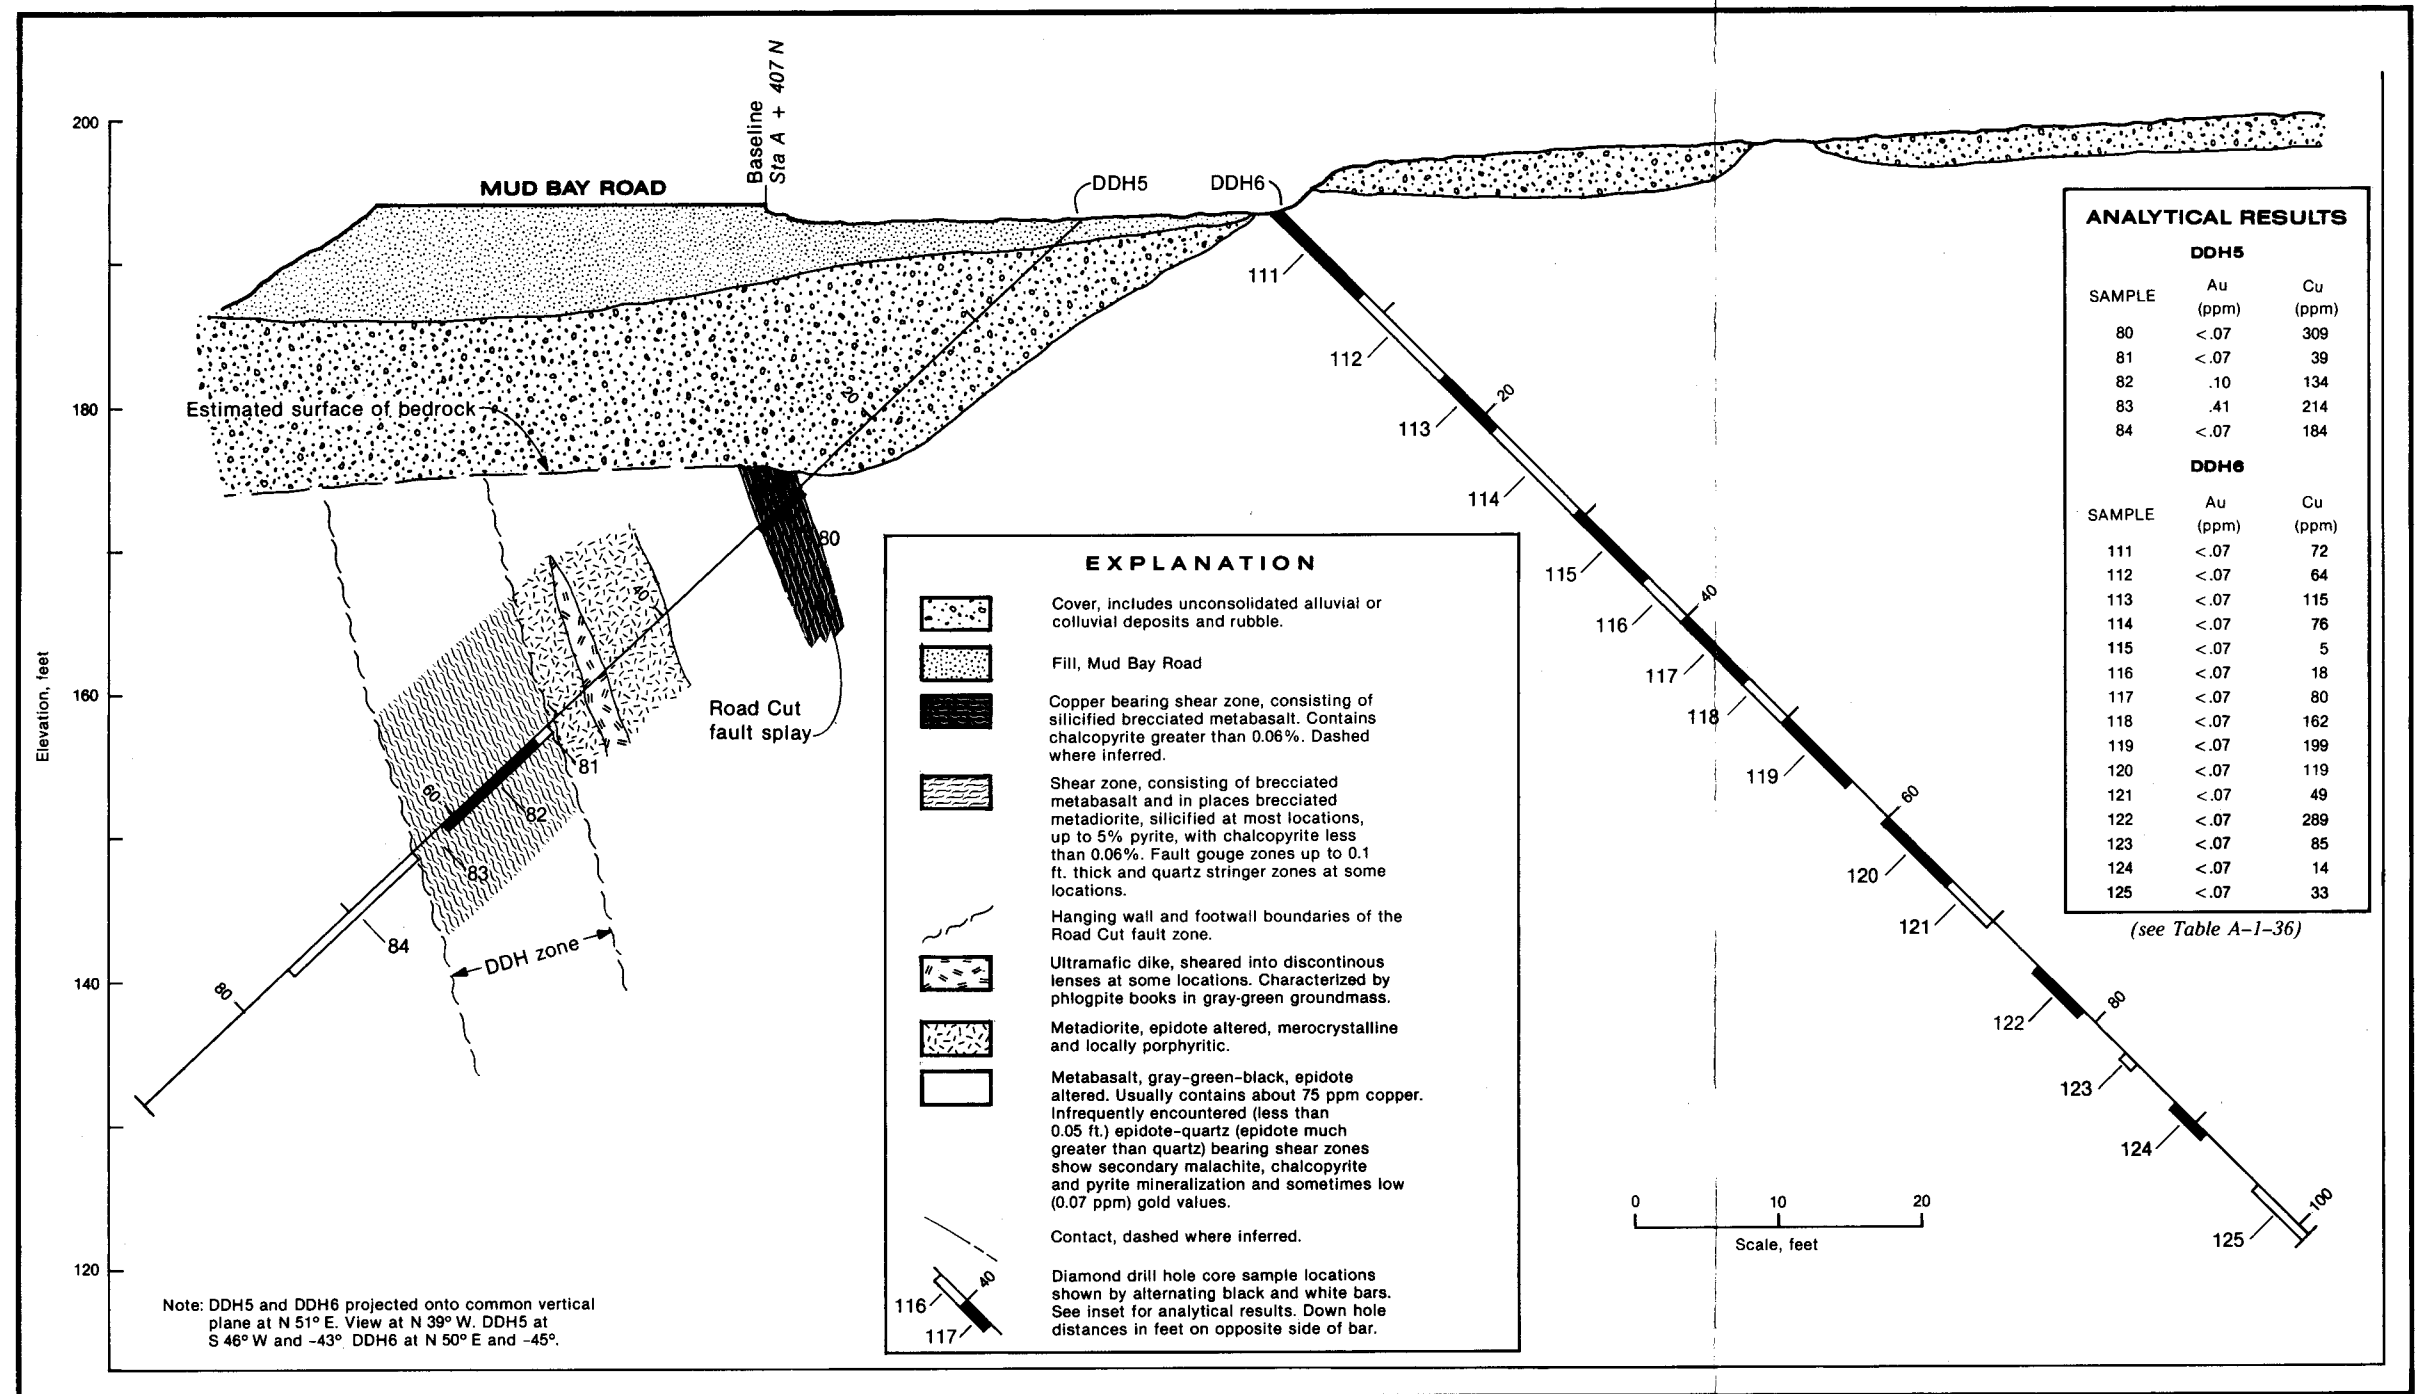 Baseline
Sta A + 407 N
200
MUD BAY ROAD
DDH5
DDH6
180
160
140
120
Elevation, feet
Estimated surface of bedrock
20
40
60
80
80
81
82
83
84
DDH zone
Road Cut
fault splay
111
112
113
114
115
116
117
118
119
120
121
122
123
124
125
20
40
60
80
100
EXPLANATION
Cover, includes unconsolidated alluvial or
colluvial deposits and rubble.
Fill, Mud Bay Road
Copper bearing shear zone, consisting of
silicified brecciated metabasalt. Contains
chalcopyrite greater than 0.06%. Dashed
where inferred.
Shear zone, consisting of brecciated
metabasalt and in places brecciated
metadiorite, silicified at most locations,
up to 5% pyrite, with chalcopyrite less
than 0.06%. Fault gouge zones up to 0.1
ft. thick and quartz stringer zones at some
locations.
Hanging wall and footwall boundaries of the
Road Cut fault zone.
Ultramafic dike, sheared into discontinous
lenses at some locations. Characterized by
phlogpite books in gray-green groundmass.
Metadiorite, epidote altered, merocrystalline
and locally porphyritic.
Metabasalt, gray-green-black, epidote
altered. Usually contains about 75 ppm copper.
Infrequently encountered (less than
0.05 ft.) epidote-quartz (epidote much
greater than quartz) bearing shear zones
show secondary malachite, chalcopyrite
and pyrite mineralization and sometimes low
(0.07 ppm) gold values.
Contact, dashed where inferred.
116
40
117
Diamond drill hole core sample locations
shown by alternating black and white bars.
See inset for analytical results. Down hole
distances in feet on opposite side of bar.
ANALYTICAL RESULTS
DDH5
SAMPLE Au (ppm) Cu (ppm)
80 <.07 309
81 <.07 39
82 .10 134
83 .41 214
84 <.07 184
DDH6
SAMPLE Au (ppm) Cu (ppm)
111 <.07 72
112 <.07 64
113 <.07 115
114 <.07 76
115 <.07 5
116 <.07 18
117 <.07 80
118 <.07 162
119 <.07 199
120 <.07 119
121 <.07 49
122 <.07 289
123 <.07 85
124 <.07 14
125 <.07 33
(see Table A-1-36)
0 10 20
Scale, feet
Note: DDH5 and DDH6 projected onto common vertical
plane at N 51° E. View at N 39° W. DDH5 at
S 46° W and -43°. DDH6 at N 50° E and -45°.